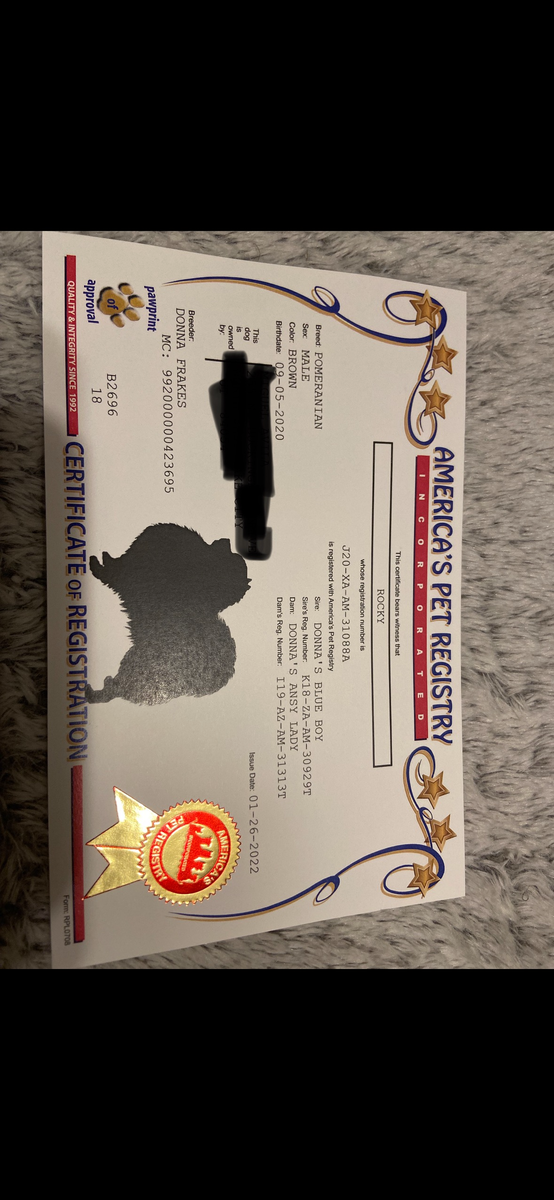 AMERICA'S PET REGISTRY
INCORPORATED
This certificate bears witness that
ROCKY
whose registration number is
J20-XA-AM-31088A
is registered with America's Pet Registry
Breed: POMERANIAN
Sex: MALE
Color: BROWN
Birthdate: 09-05-2020
Sire: DONNA'S BLUE BOY
Sire's Reg. Number: K18-ZA-AM-30929T
Dam: DONNA'S ANSY LADY
Dam's Reg. Number: I19-AZ-AM-31313T
This
dog
is
owned
by:
Issue Date: 01-26-2022
Breeder:
DONNA FRAKES
MC: 992000000423695
pawprint
of
approval
B2696
18
AMERICA'S
PET REGISTRY
QUALITY & INTEGRITY SINCE 1992
CERTIFICATE OF REGISTRATION
Form: RPLG708